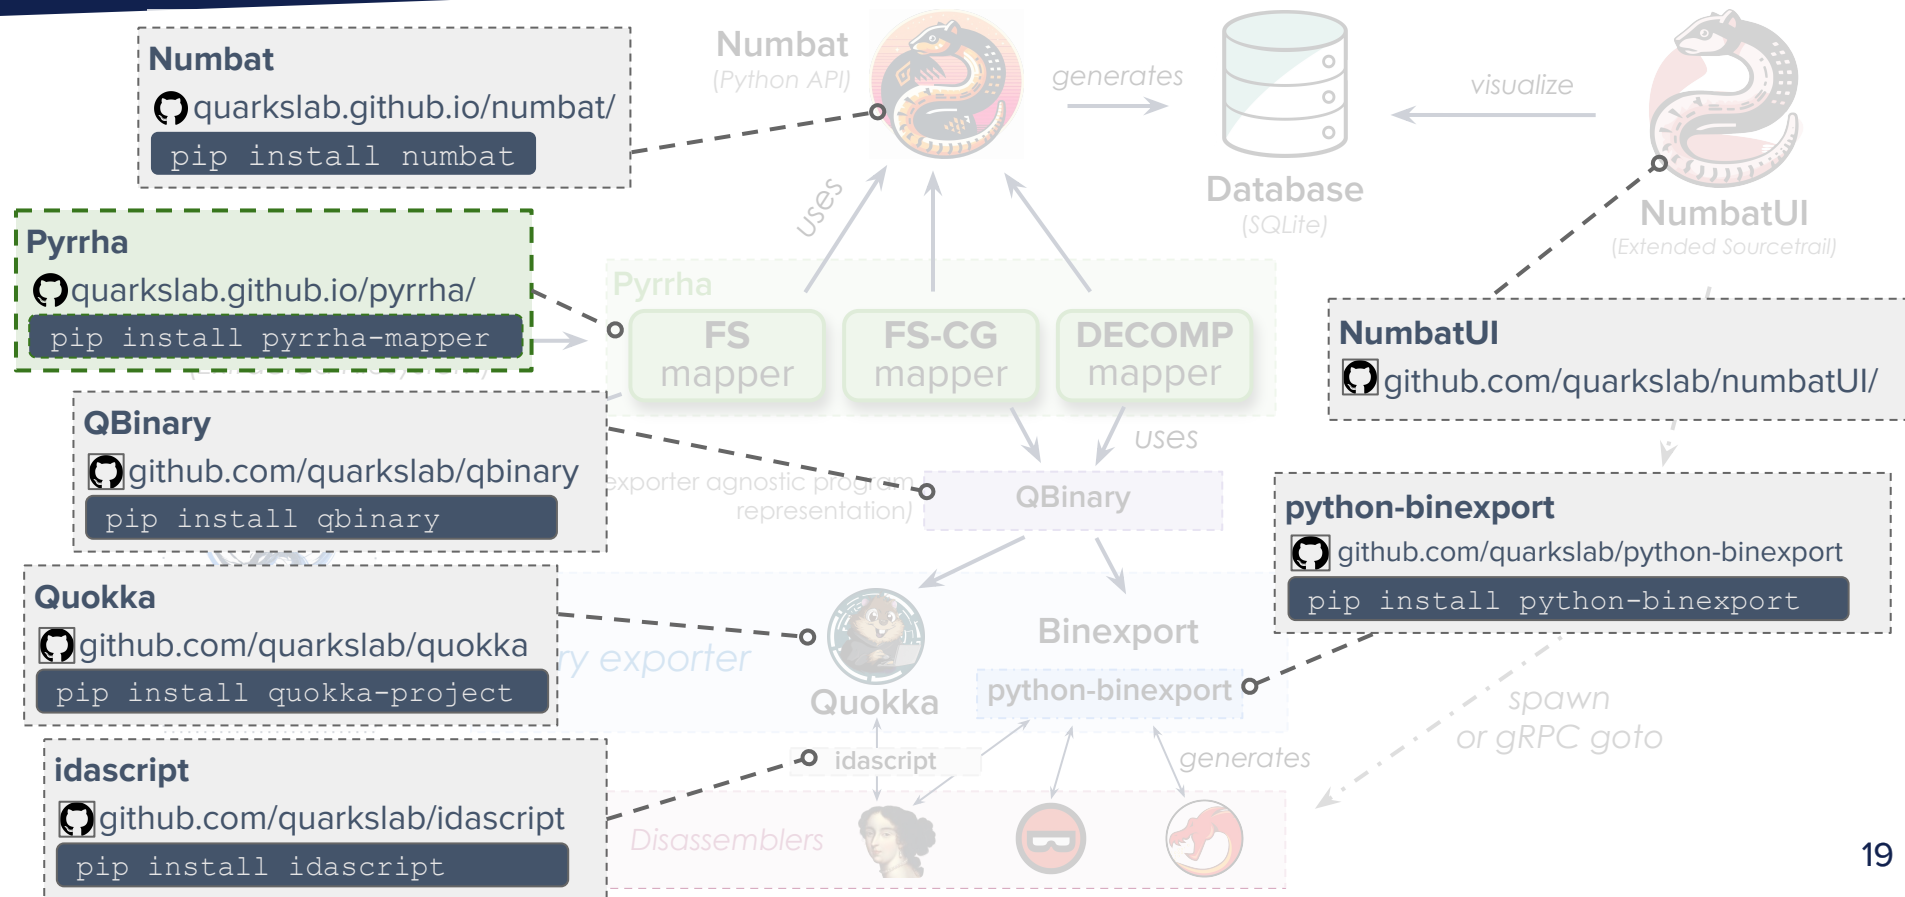 Numbat
quarkslab.github.io/numbat/
pip install numbat
Numbat
(Python API)
generates
Database
(SQLite)
visualize
NumbatUI
(Extended Sourcetrail)
uses
Pyrrha
quarkslab.github.io/pyrrha/
pip install pyrrha-mapper
Pyrrha
FS
mapper
FS-CG
mapper
DECOMP
mapper
NumbatUI
github.com/quarkslab/numbatUI/
QBinary
github.com/quarkslab/qbinary
pip install qbinary
uses
exporter agnostic program
representation)
QBinary
python-binexport
github.com/quarkslab/python-binexport
pip install python-binexport
Quokka
github.com/quarkslab/quokka
pip install quokka-project
ry exporter
Quokka
Binexport
python-binexport
spawn
or gRPC goto
idascript
generates
idascript
github.com/quarkslab/idascript
pip install idascript
Disassemblers
19